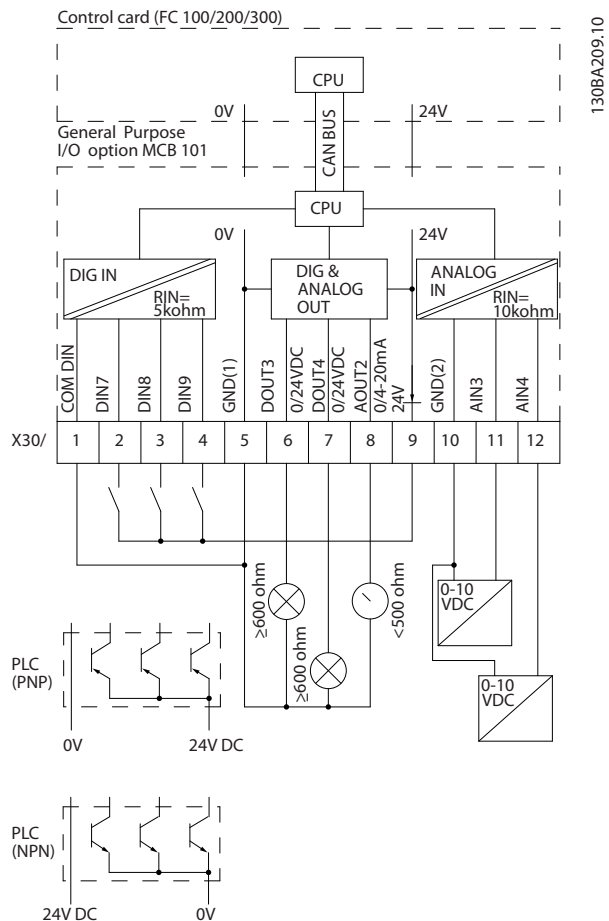 Control card (FC 100/200/300)
130BA209.10
CPU
0V
24V
CAN BUS
General Purpose
I/O option MCB 101
CPU
0V
24V
DIG IN
RIN=
5kohm
DIG &
ANALOG
OUT
ANALOG
IN
RIN=
10kohm
COM DIN
DIN7
DIN8
DIN9
GND(1)
DOUT3
0/24VDC
DOUT4
0/24VDC
AOUT2
0/4-20mA
24V
GND(2)
AIN3
AIN4
X30/ 1 2 3 4 5 6 7 8 9 10 11 12
≥600 ohm
≥600 ohm
<500 ohm
0-10
VDC
0-10
VDC
PLC
(PNP)
0V
24V DC
PLC
(NPN)
24V DC
0V